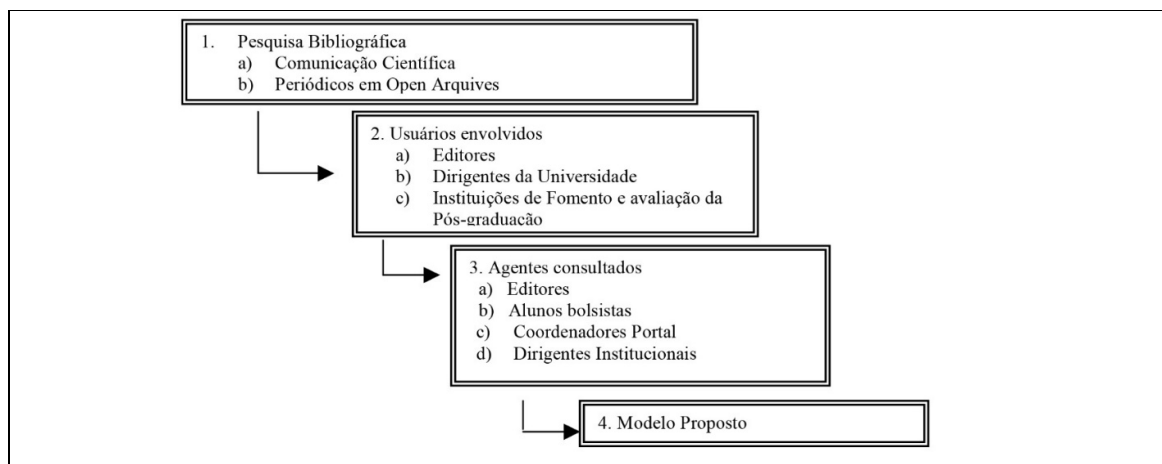 1. Pesquisa Bibliográfica
a) Comunicação Científica
b) Periódicos em Open Arquives
2. Usuários envolvidos
a) Editores
b) Dirigentes da Universidade
c) Instituições de Fomento e avaliação da
Pós-graduação
3. Agentes consultados
a) Editores
b) Alunos bolsistas
c) Coordenadores Portal
d) Dirigentes Institucionais
4. Modelo Proposto